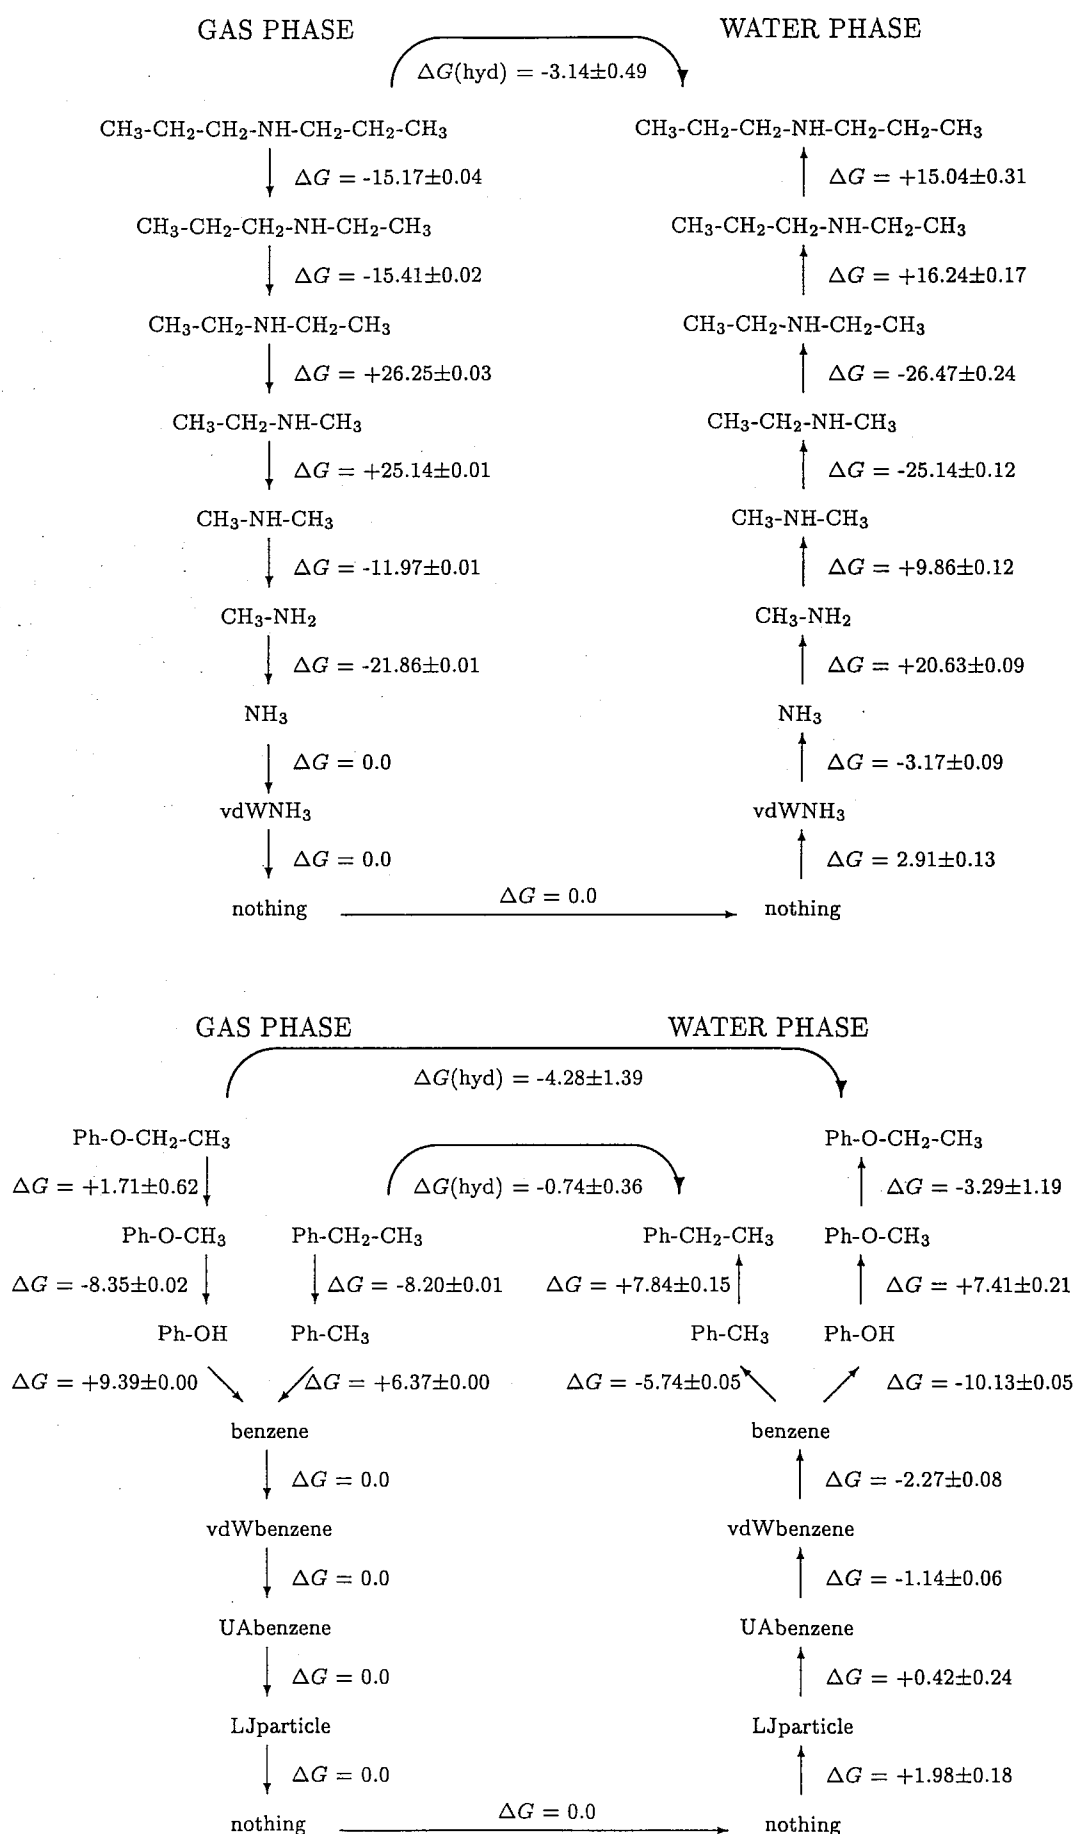 GAS PHASE WATER PHASE
ΔG(hyd) = -3.14±0.49
CH₃-CH₂-CH₂-NH-CH₂-CH₂-CH₃ CH₃-CH₂-CH₂-NH-CH₂-CH₂-CH₃
ΔG = -15.17±0.04 ΔG = +15.04±0.31
CH₃-CH₂-CH₂-NH-CH₂-CH₃ CH₃-CH₂-CH₂-NH-CH₂-CH₃
ΔG = -15.41±0.02 ΔG = +16.24±0.17
CH₃-CH₂-NH-CH₂-CH₃ CH₃-CH₂-NH-CH₂-CH₃
ΔG = +26.25±0.03 ΔG = -26.47±0.24
CH₃-CH₂-NH-CH₃ CH₃-CH₂-NH-CH₃
ΔG = +25.14±0.01 ΔG = -25.14±0.12
CH₃-NH-CH₃ CH₃-NH-CH₃
ΔG = -11.97±0.01 ΔG = +9.86±0.12
CH₃-NH₂ CH₃-NH₂
ΔG = -21.86±0.01 ΔG = +20.63±0.09
NH₃ NH₃
ΔG = 0.0 ΔG = -3.17±0.09
vdWNH₃ vdWNH₃
ΔG = 0.0 ΔG = 2.91±0.13
ΔG = 0.0
nothing nothing
GAS PHASE WATER PHASE
ΔG(hyd) = -4.28±1.39
Ph-O-CH₂-CH₃ Ph-O-CH₂-CH₃
ΔG = +1.71±0.62 ΔG(hyd) = -0.74±0.36 ΔG = -3.29±1.19
Ph-O-CH₃ Ph-CH₂-CH₃ Ph-CH₂-CH₃ Ph-O-CH₃
ΔG = -8.35±0.02 ΔG = -8.20±0.01 ΔG = +7.84±0.15 ΔG = +7.41±0.21
Ph-OH Ph-CH₃ Ph-CH₃ Ph-OH
ΔG = +9.39±0.00 ΔG = +6.37±0.00 ΔG = -5.74±0.05 ΔG = -10.13±0.05
benzene benzene
ΔG = 0.0 ΔG = -2.27±0.08
vdWbenzene vdWbenzene
ΔG = 0.0 ΔG = -1.14±0.06
UAbenzene UAbenzene
ΔG = 0.0 ΔG = +0.42±0.24
LJparticle LJparticle
ΔG = 0.0 ΔG = +1.98±0.18
ΔG = 0.0
nothing nothing